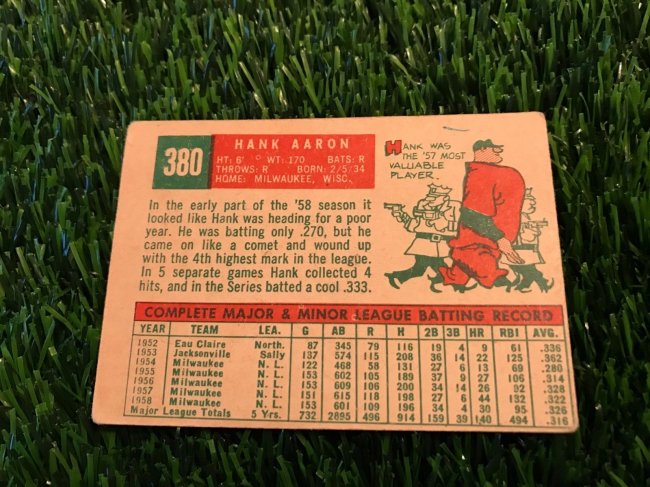 380
HANK AARON
HT: 6' WT: 170 BATS: R
THROWS: R BORN: 2/5/34
HOME: MILWAUKEE, WISC.
In the early part of the '58 season it
looked like Hank was heading for a poor
year. He was batting only .270, but he
came on like a comet and wound up
with the 4th highest mark in the league.
In 5 separate games Hank collected 4
hits, and in the Series batted a cool .333.
HANK WAS
THE '57 MOST
VALUABLE
PLAYER.
COMPLETE MAJOR & MINOR LEAGUE BATTING RECORD
YEAR TEAM LEA. G AB R H 2B 3B HR RBI AVG.
1952 Eau Claire North. 87 345 79 116 19 4 9 61 .336
1953 Jacksonville Sally 137 574 115 208 36 14 22 125 .362
1954 Milwaukee N. L. 122 468 58 131 27 6 13 69 .280
1955 Milwaukee N. L. 153 602 105 189 37 9 27 106 .314
1956 Milwaukee N. L. 153 609 106 200 34 14 26 92 .328
1957 Milwaukee N. L. 151 615 118 198 27 6 44 132 .322
1958 Milwaukee N. L. 153 601 109 196 34 4 30 95 .326
Major League Totals 5 Yrs. 732 2895 496 914 159 39 140 494 .316